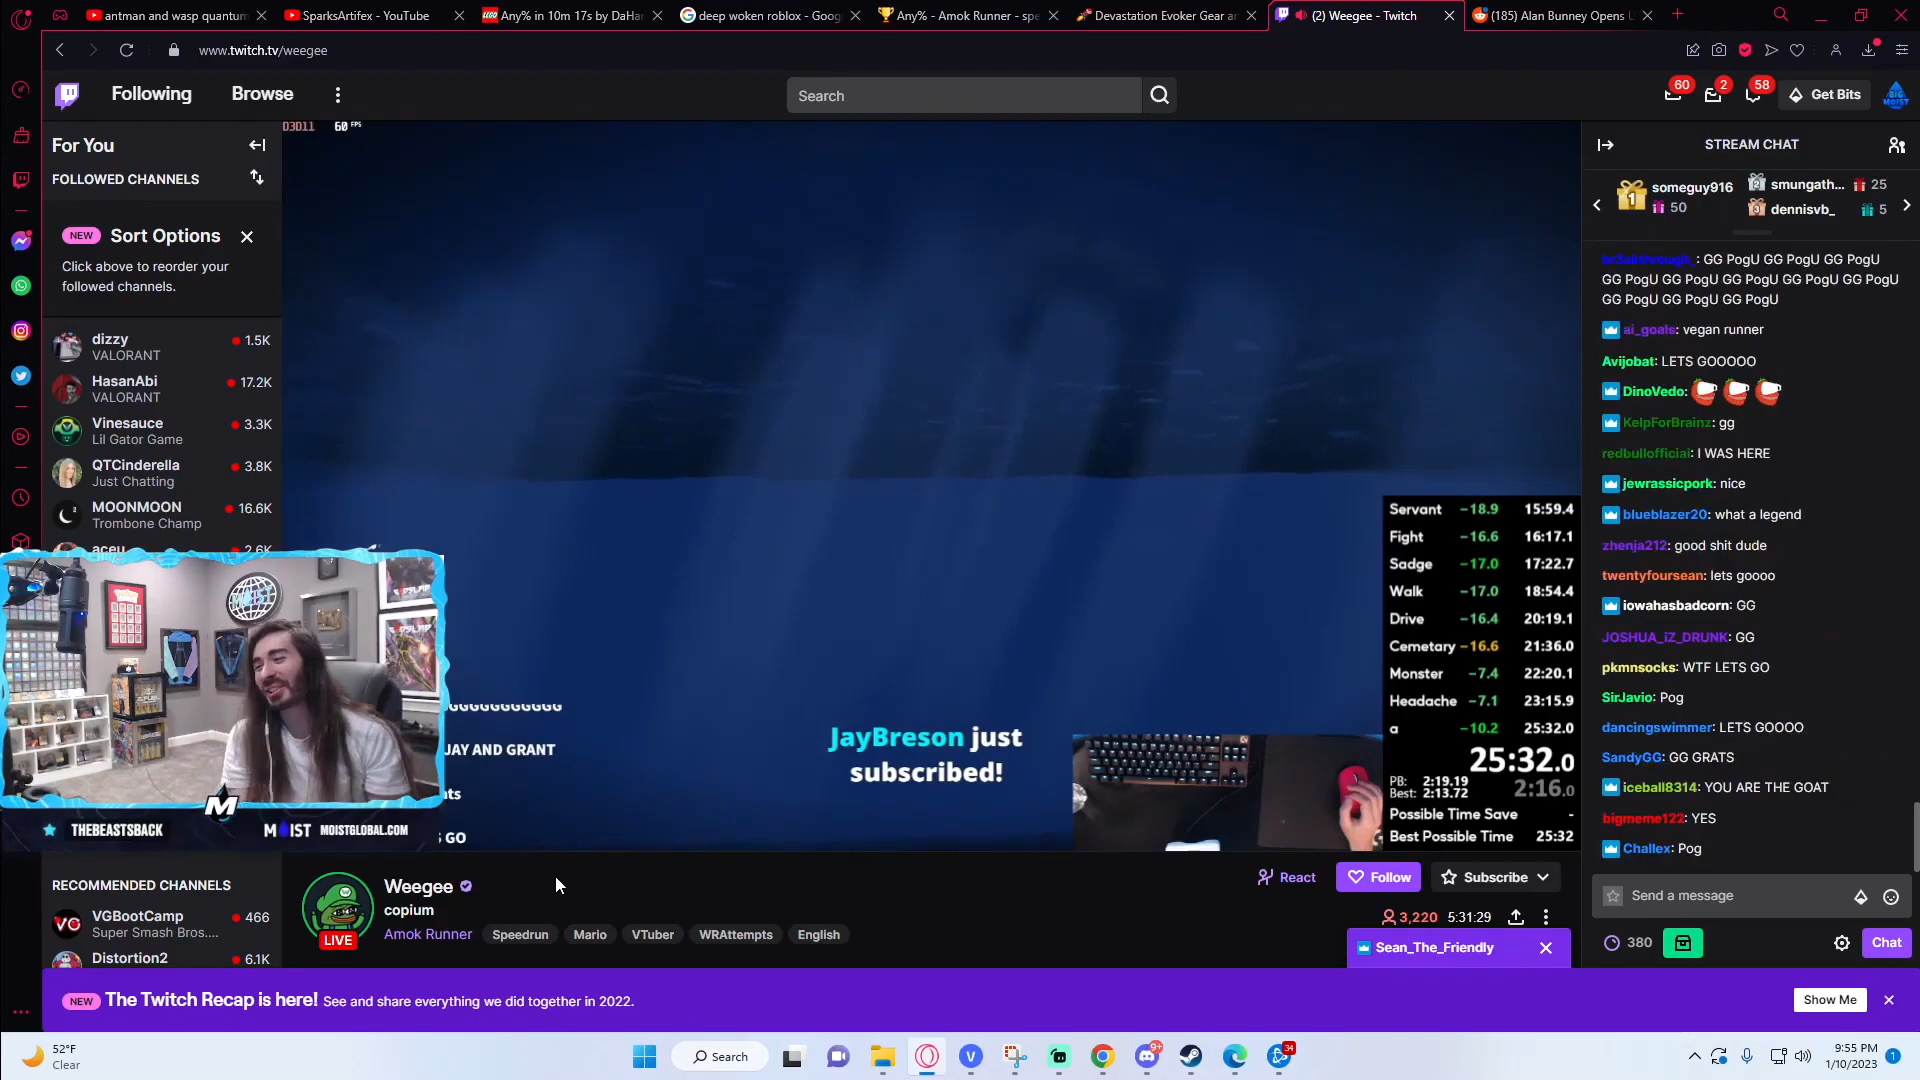 antman and wasp quantum
SparksArtifex - YouTube
Any% in 10m 17s by DaHar
deep woken roblox - Goog
Any% - Amok Runner - spe
Devastation Evoker Gear an
(2) Weegee - Twitch
(185) Alan Bunney Opens U
www.twitch.tv/weegee
Following
Browse
Search
60
2
58
Get Bits
D3D11 60 FPS
For You
FOLLOWED CHANNELS
NEW Sort Options
Click above to reorder your
followed channels.
dizzy
VALORANT
1.5K
HasanAbi
VALORANT
17.2K
Vinesauce
Lil Gator Game
3.3K
QTCinderella
Just Chatting
3.8K
MOONMOON
Trombone Champ
16.6K
aceu
2.6K
THEBEASTSBACK
MOIST
MOISTGLOBAL.COM
JAY AND GRANT
GO
JayBreson just
subscribed!
Servant -18.9 15:59.4
Fight -16.6 16:17.1
Sadge -17.0 17:22.7
Walk -17.0 18:54.4
Drive -16.4 20:19.1
Cemetary -16.6 21:36.0
Monster -7.4 22:20.1
Headache -7.1 23:15.9
a -10.2 25:32.0
25:32.0
PB: 2:19.19
Best: 2:13.72
2:16.0
Possible Time Save -
Best Possible Time 25:32
RECOMMENDED CHANNELS
VGBootCamp
Super Smash Bros....
466
Distortion2
6.1K
LIVE
Weegee
copium
Amok Runner
Speedrun
Mario
VTuber
WRAttempts
English
React
Follow
Subscribe
3,220
5:31:29
Sean_The_Friendly
STREAM CHAT
1
someguy916
50
2
smungath...
25
3
dennisvb_
5
GG PogU GG PogU GG PogU
GG PogU GG PogU GG PogU GG PogU
GG PogU GG PogU GG PogU
ai_goals: vegan runner
Avijobat: LETS GOOOOO
DinoVedo:
KelpForBrainz: gg
redbullofficial: I WAS HERE
jewrassicpork: nice
blueblazer20: what a legend
zhenja212: good shit dude
twentyfoursean: lets goooo
iowahasbadcorn: GG
JOSHUA_iZ_DRUNK: GG
pkmnsocks: WTF LETS GO
SirJavio: Pog
dancingswimmer: LETS GOOOO
SandyGG: GG GRATS
iceball8314: YOU ARE THE GOAT
bigmeme122: YES
Challex: Pog
Send a message
380
Chat
NEW The Twitch Recap is here! See and share everything we did together in 2022.
Show Me
52°F
Clear
Search
9+
34
9:55 PM
1/10/2023
1